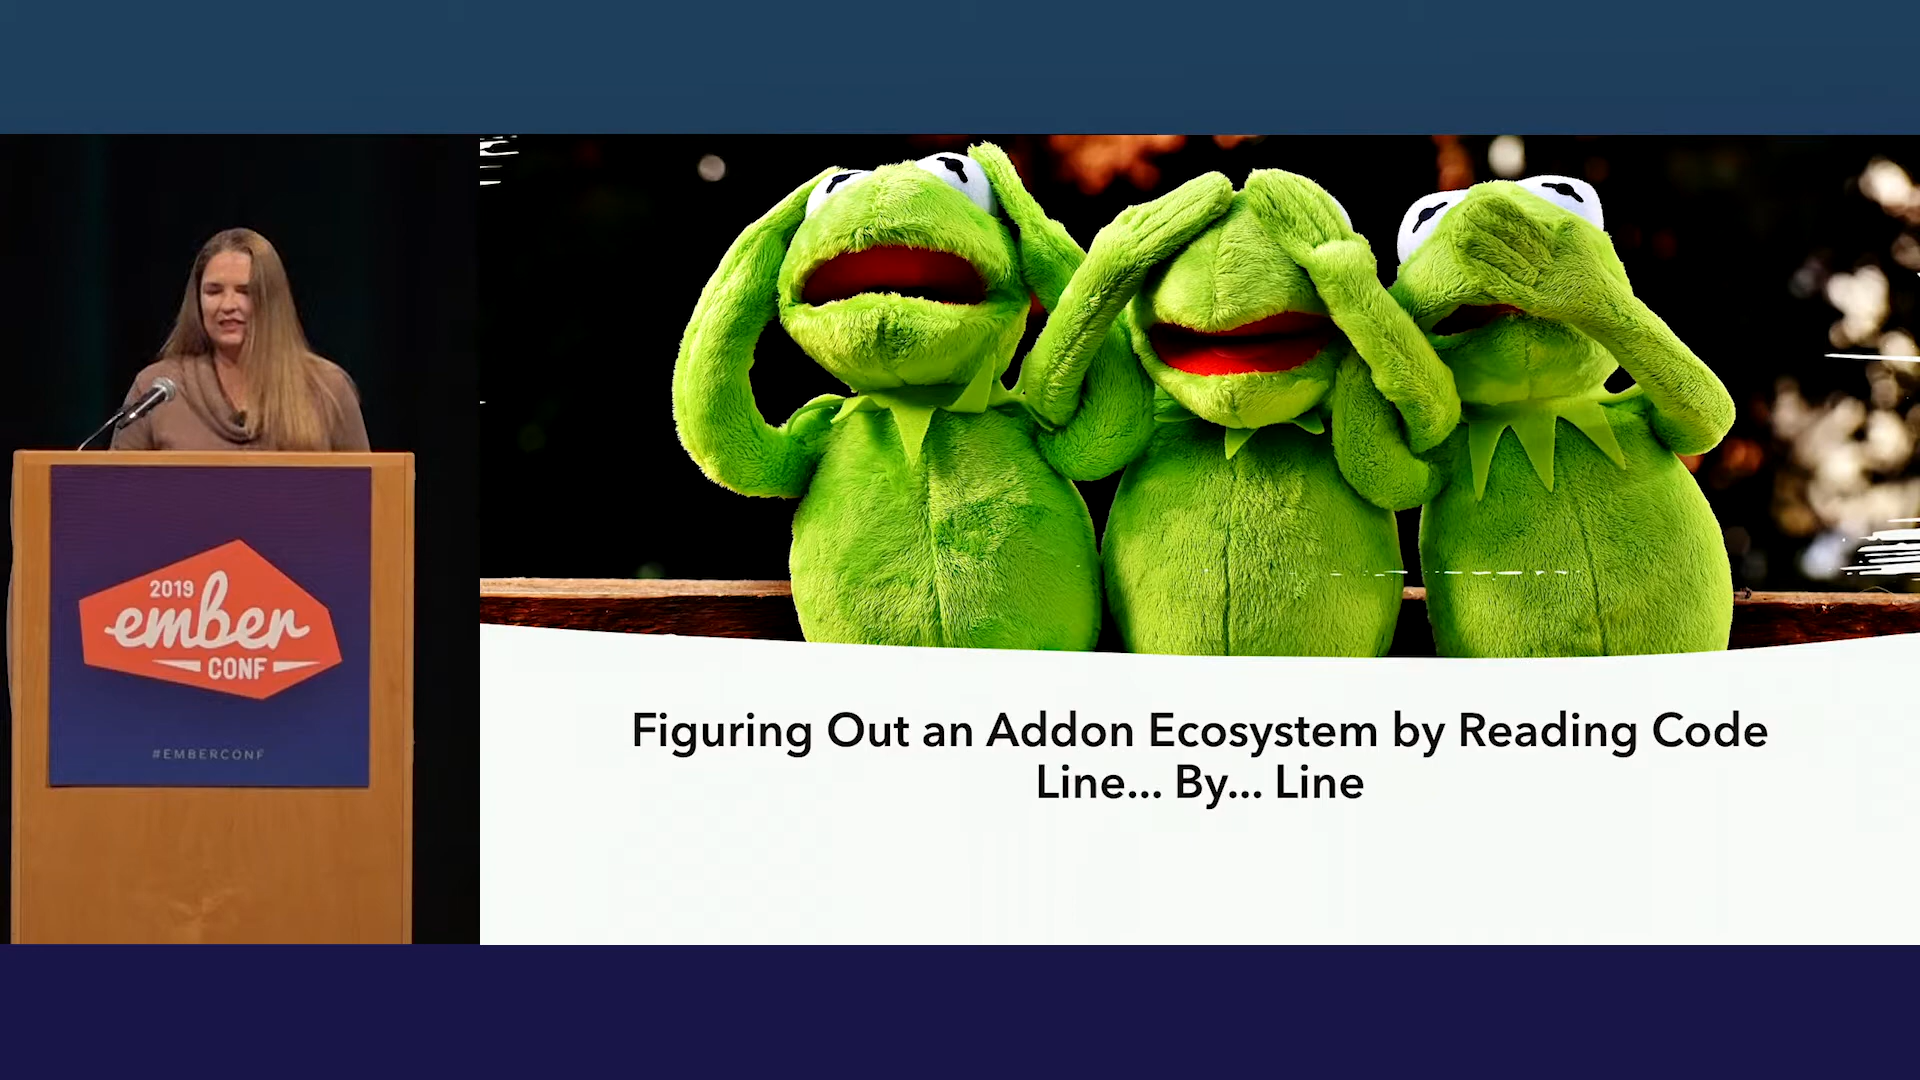 2019
ember
CONF
#EMBERCONF
Figuring Out an Addon Ecosystem by Reading Code
Line... By... Line